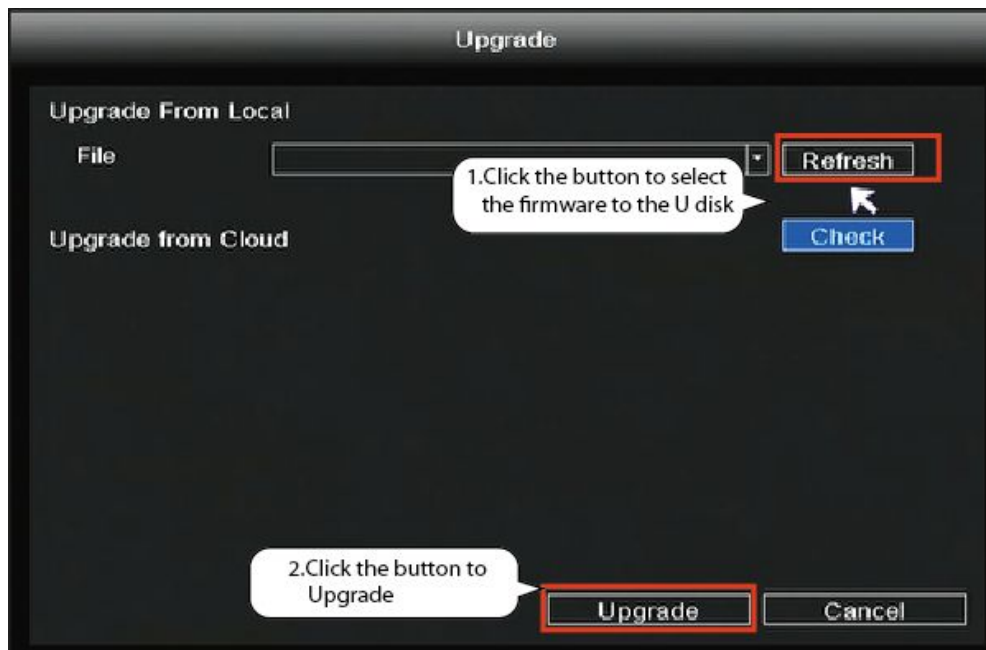 Upgrade
Upgrade From Local
File
Refresh
1.Click the button to select
the firmware to the U disk
Upgrade from Cloud
Check
2.Click the button to
Upgrade
Upgrade
Cancel